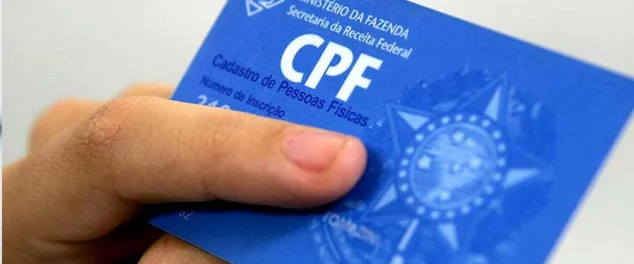 MINISTÉRIO DA FAZENDA
Secretaria da Receita Federal
CPF
Cadastro de Pessoas Físicas
Número de Inscrição